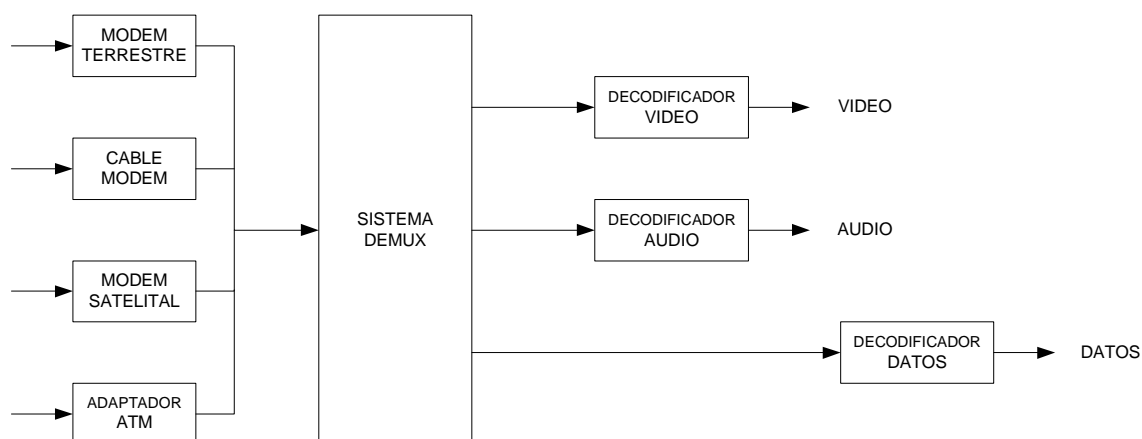 MODEM
TERRESTRE
CABLE
MODEM
MODEM
SATELITAL
ADAPTADOR
ATM
SISTEMA
DEMUX
DECODIFICADOR
VIDEO
VIDEO
DECODIFICADOR
AUDIO
AUDIO
DECODIFICADOR
DATOS
DATOS